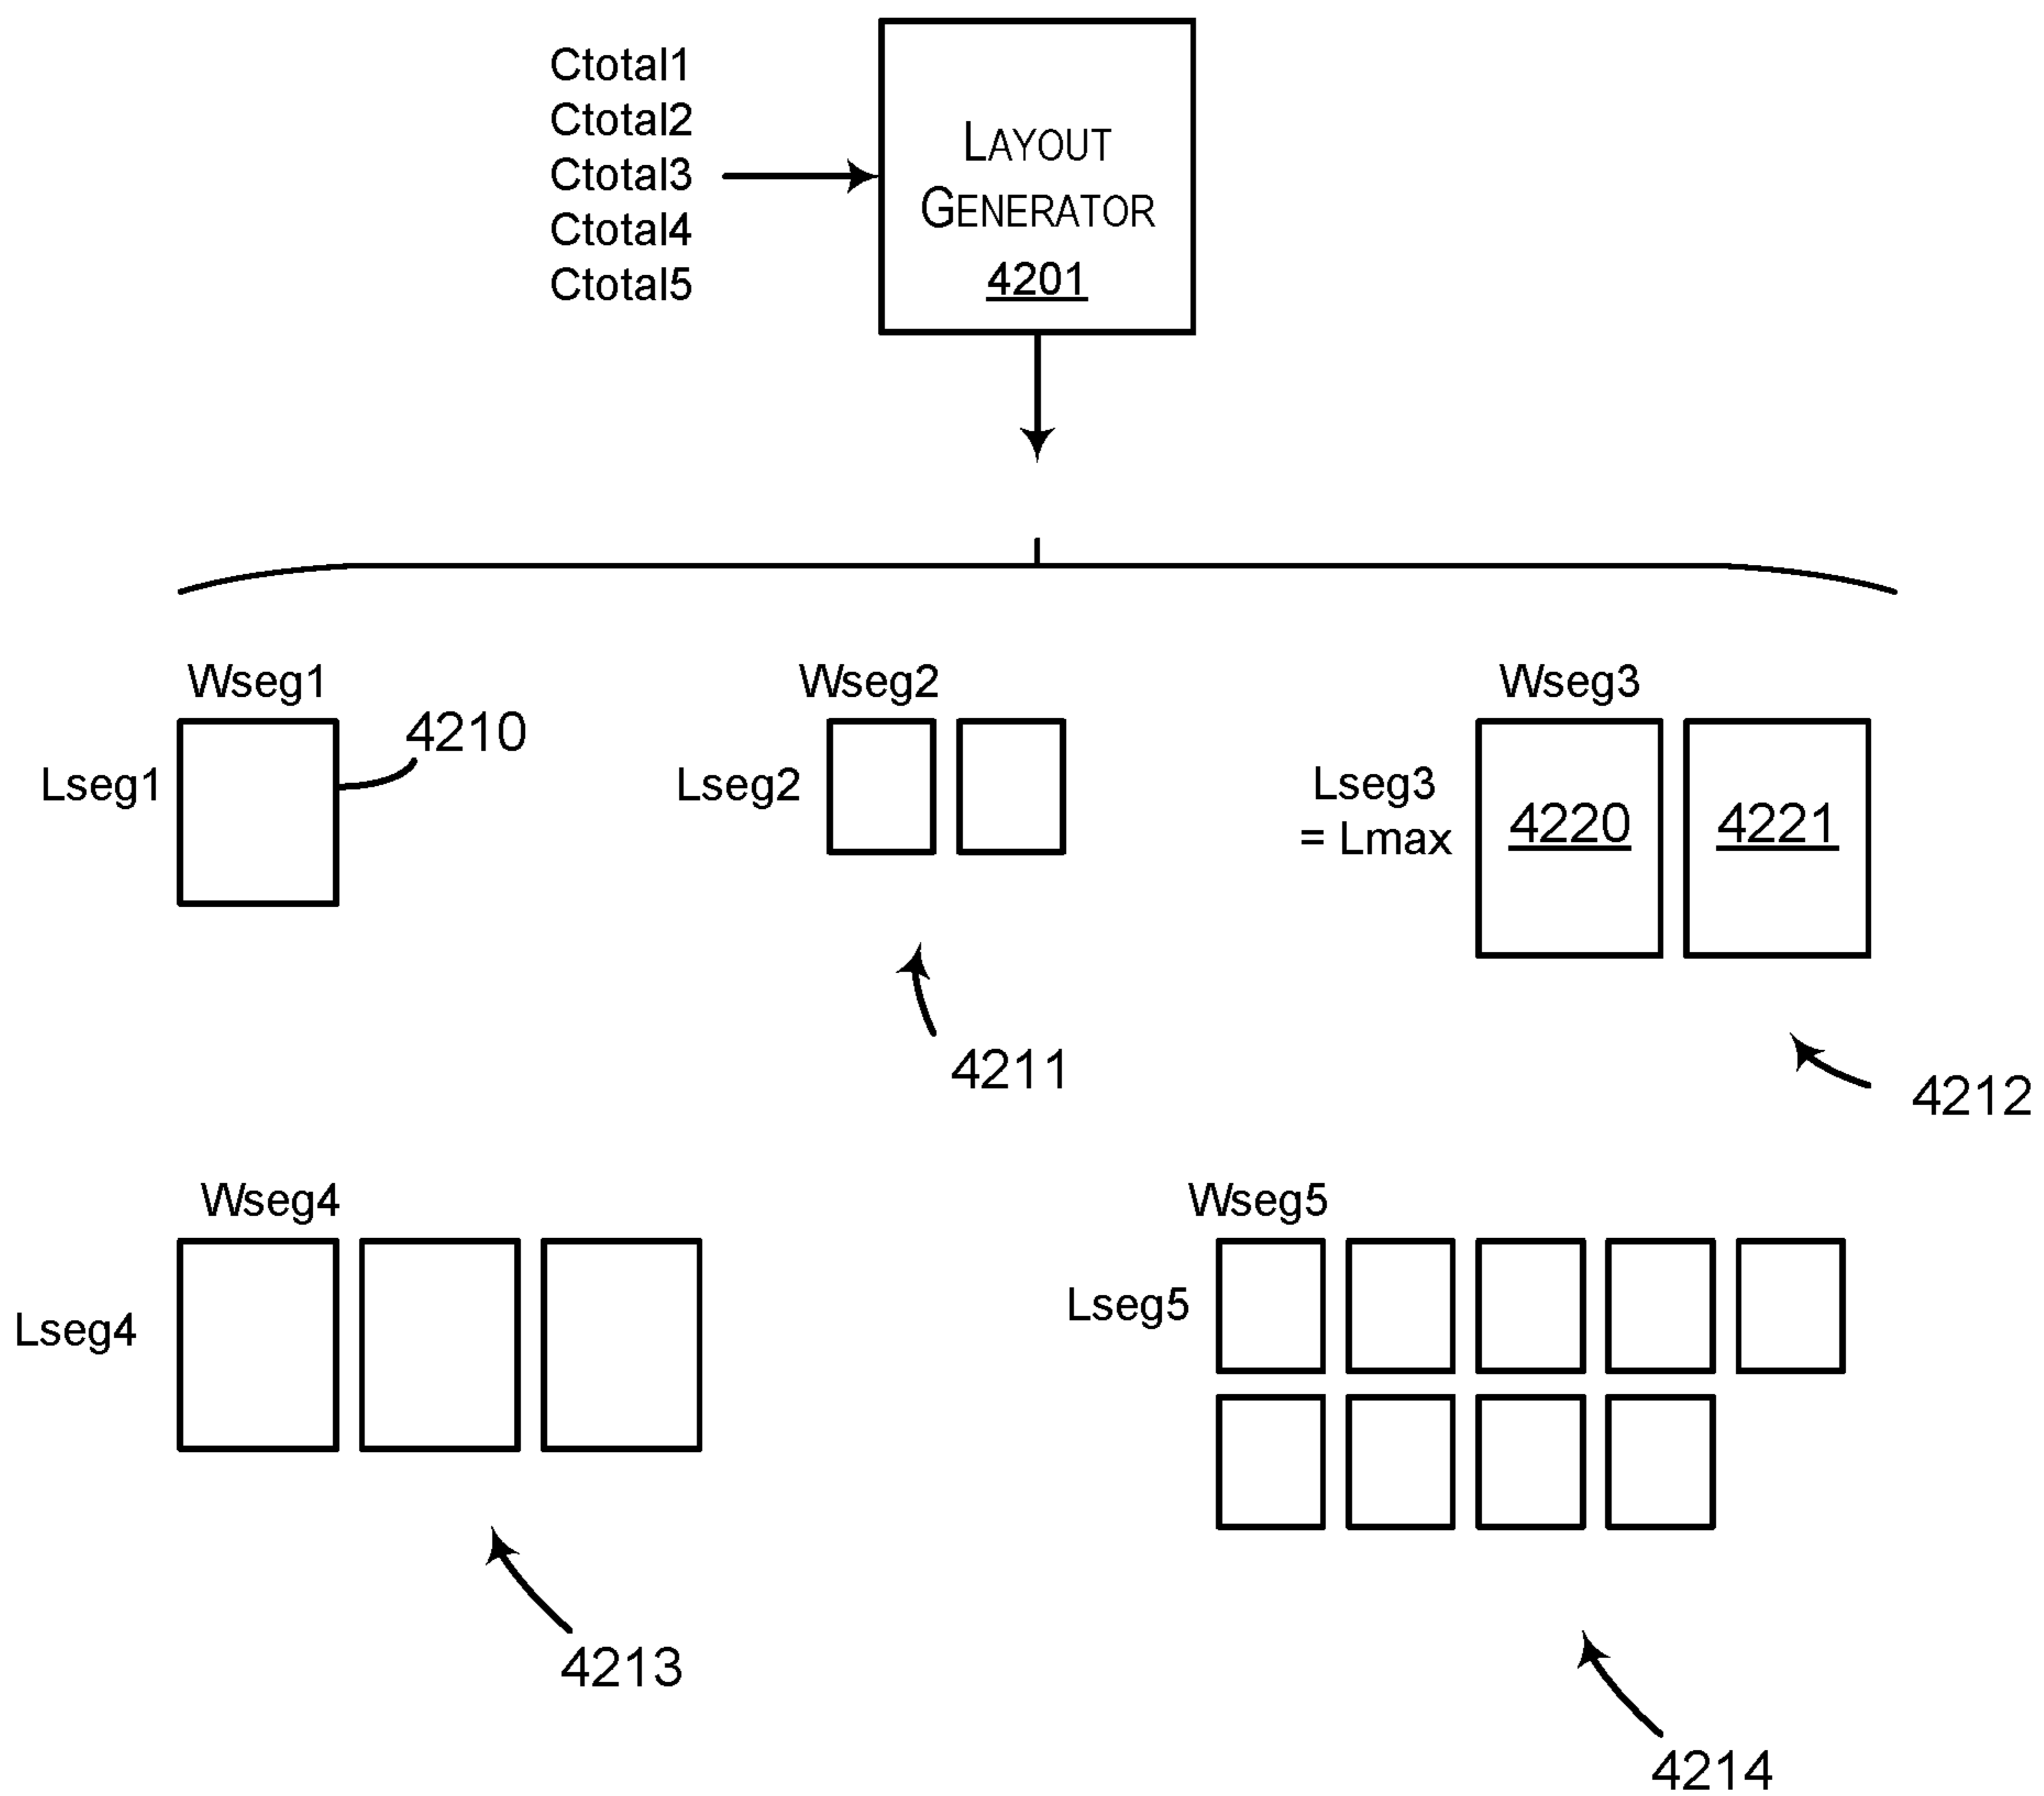 Ctotal1
Ctotal2
Ctotal3
Ctotal4
Ctotal5
LAYOUT
GENERATOR
4201
Wseg1
Wseg2
Wseg3
4210
Lseg1
Lseg2
Lseg3
= Lmax
4220
4221
4211
4212
Wseg4
Wseg5
Lseg4
Lseg5
4213
4214